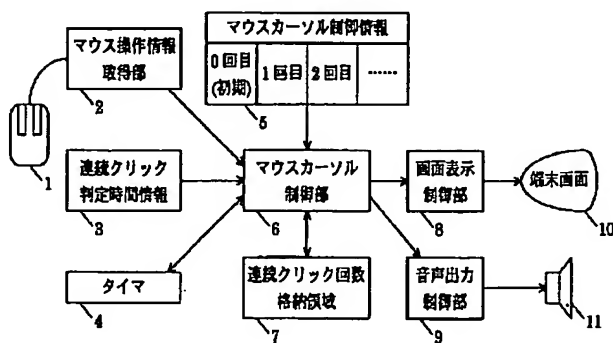 マウスカーソル制御情報
0回目
(初期)
1回目
2回目
……
5
マウス操作情報
取得部
2
1
連続クリック
判定時間情報
3
マウスカーソル
制御部
6
画面表示
制御部
8
端末画面
10
タイマ
4
連続クリック回数
格納領域
7
音声出力
制御部
9
11